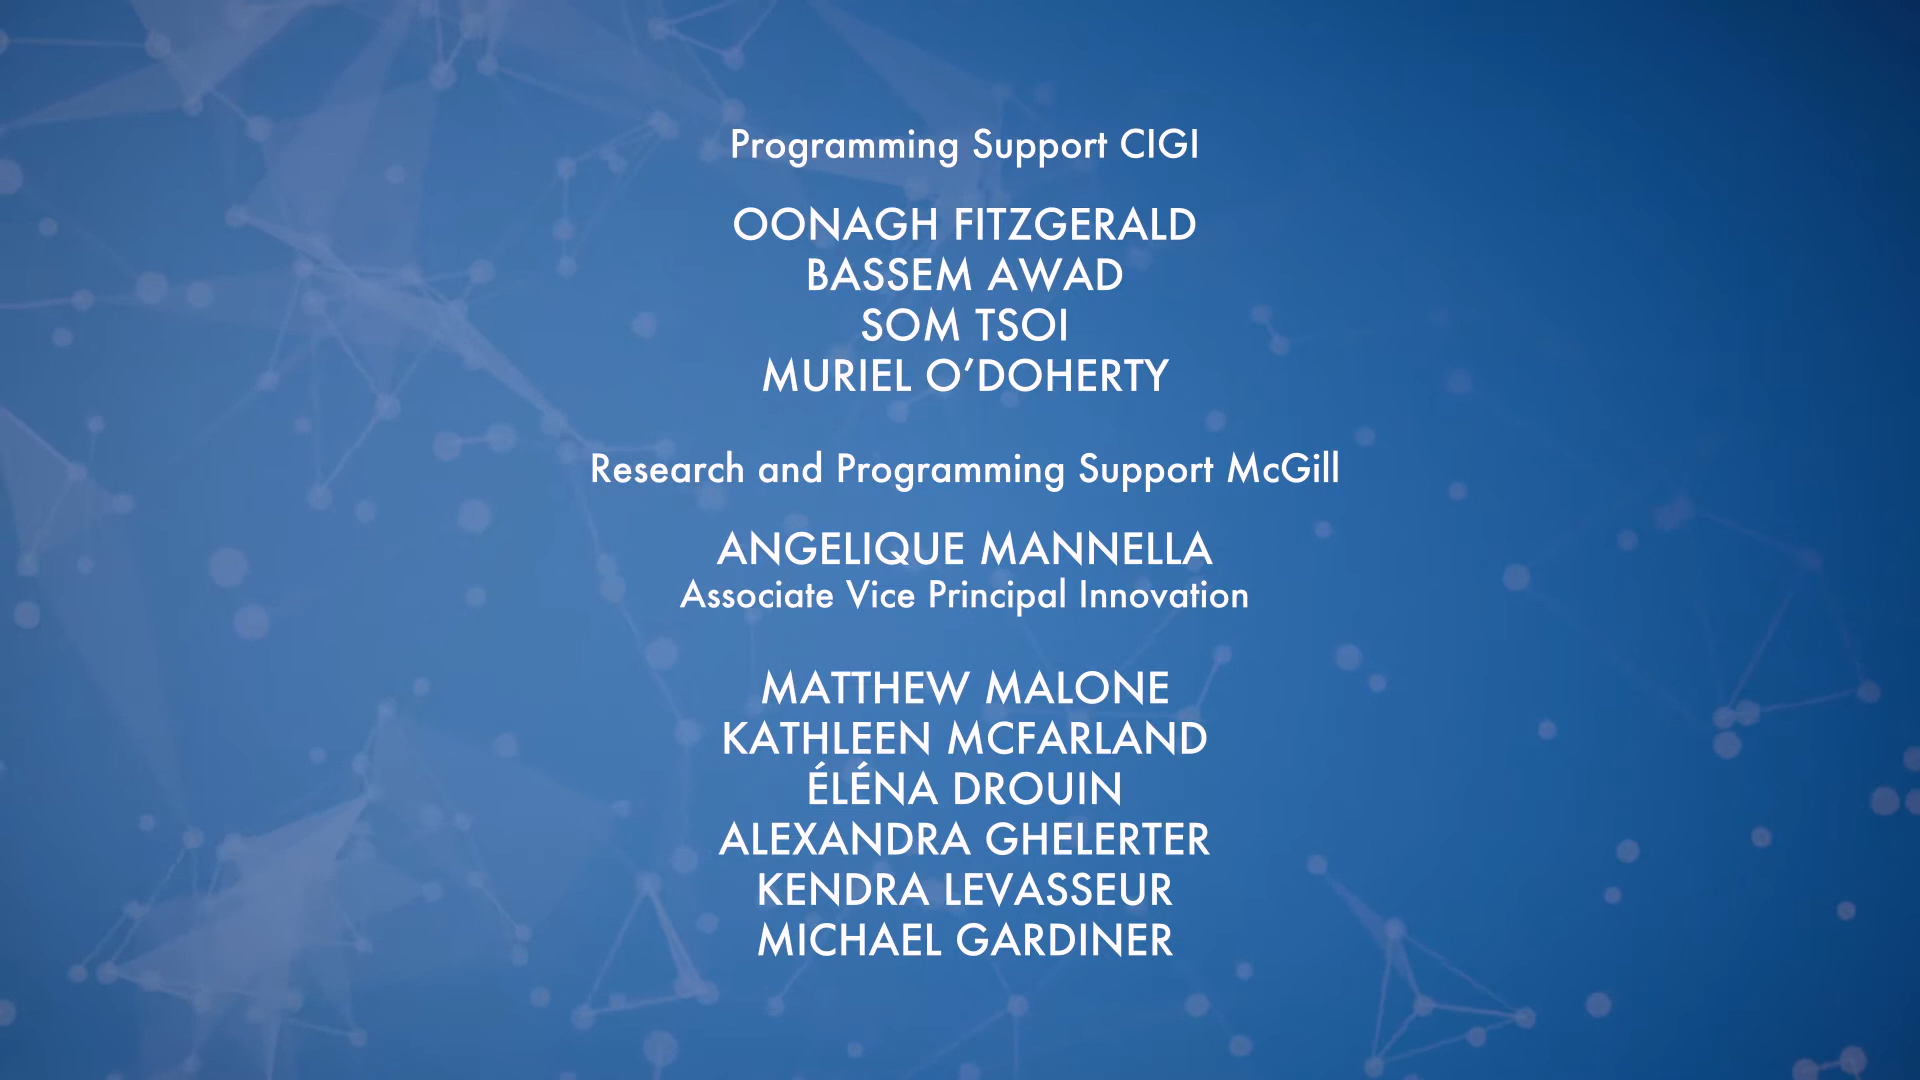 Programming Support CIGI
OONAGH FITZGERALD
BASSEM AWAD
SOM TSOI
MURIEL O’DOHERTY
Research and Programming Support McGill
ANGELIQUE MANNELLA
Associate Vice Principal Innovation
MATTHEW MALONE
KATHLEEN MCFARLAND
ÉLÉNA DROUIN
ALEXANDRA GHELERTER
KENDRA LEVASSEUR
MICHAEL GARDINER